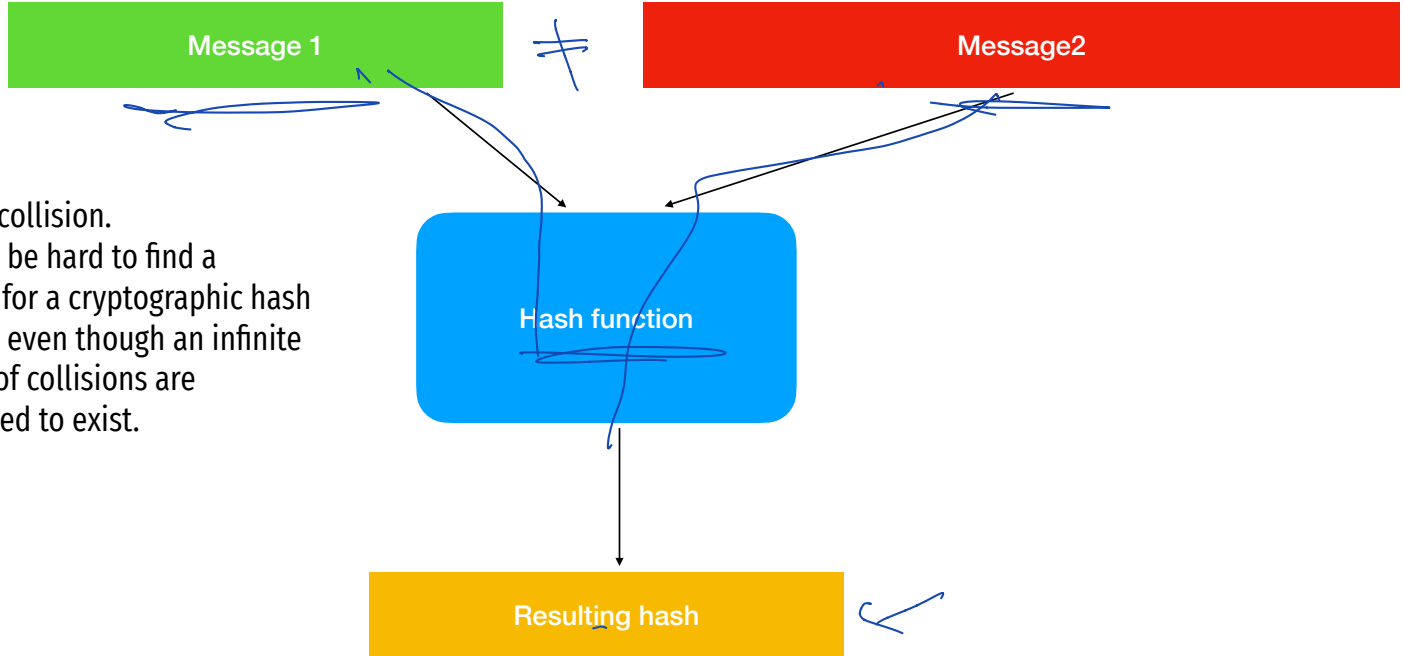 Message 1 ≠ Message2
collision.
be hard to find a
for a cryptographic hash
even though an infinite
of collisions are
ed to exist.
Hash function
Resulting hash